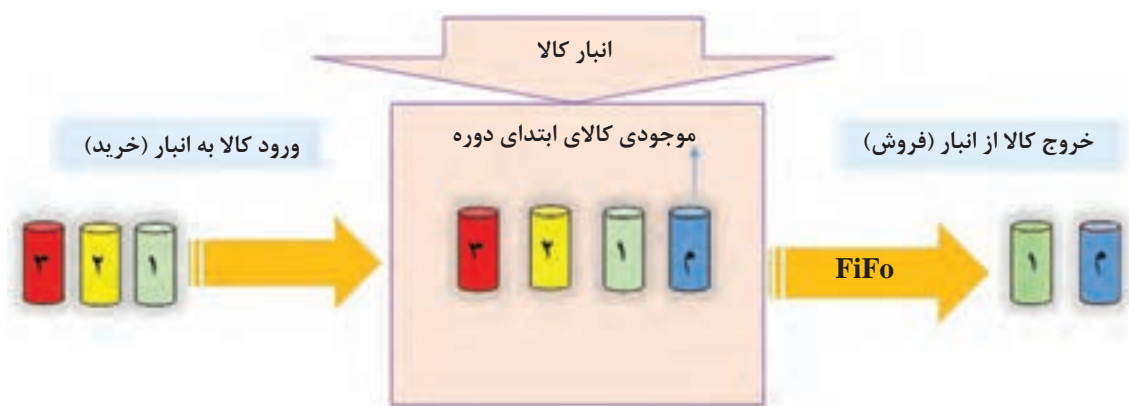 انبار کالا
موجودی کالای ابتدای دوره
خروج کالا از انبار (فروش)
ورود کالا به انبار (خرید)
م
۱
FiFo
م
۱
۲
۳
۱
۲
۳